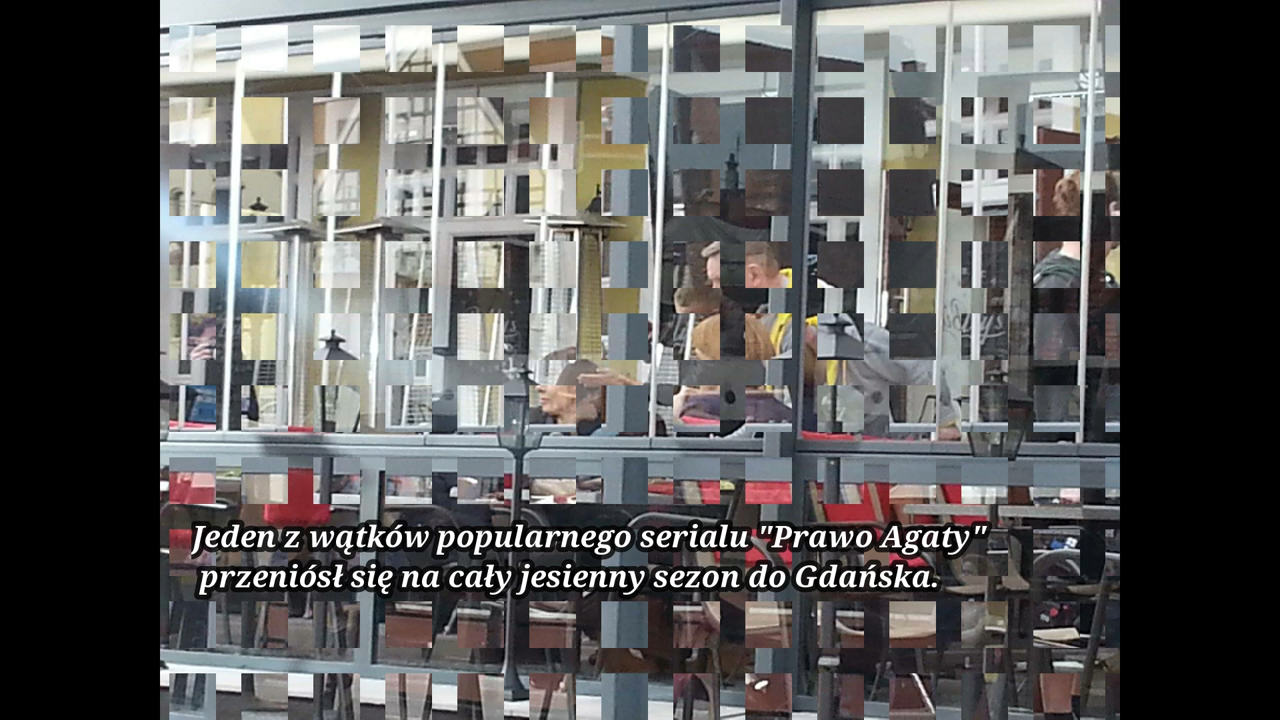 Jeden z wątków popularnego serialu "Prawo Agaty"
przeniósł się na cały jesienny sezon do Gdańska.